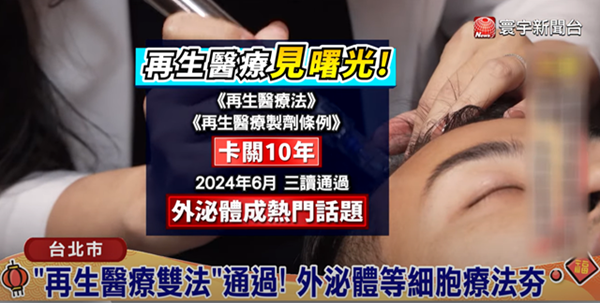 News
寰宇新聞台
再生醫療見曙光!
《再生醫療法》
《再生醫療製劑條例》
卡關10年
2024年6月 三讀通過
外泌體成熱門話題
台北市
"再生醫療雙法"通過! 外泌體等細胞療法夯